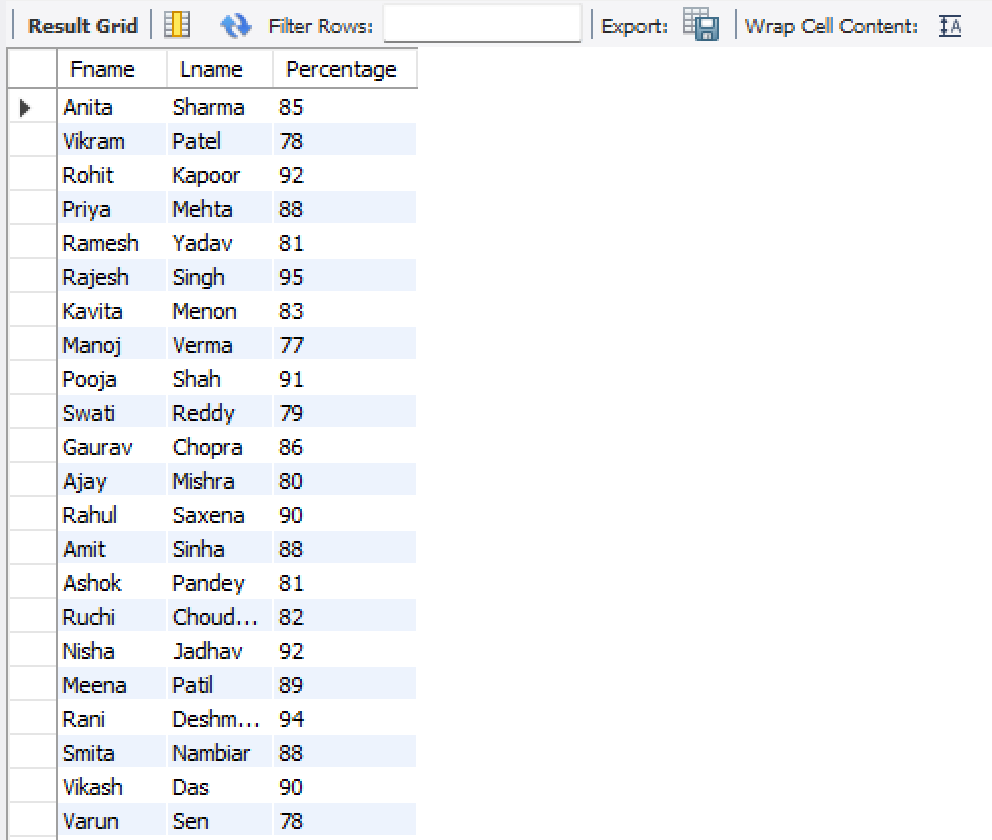 Result Grid Filter Rows: Export: Wrap Cell Content: IA
Fname Lname Percentage
Anita Sharma 85
Vikram Patel 78
Rohit Kapoor 92
Priya Mehta 88
Ramesh Yadav 81
Rajesh Singh 95
Kavita Menon 83
Manoj Verma 77
Pooja Shah 91
Swati Reddy 79
Gaurav Chopra 86
Ajay Mishra 80
Rahul Saxena 90
Amit Sinha 88
Ashok Pandey 81
Ruchi Choud... 82
Nisha Jadhav 92
Meena Patil 89
Rani Deshm... 94
Smita Nambiar 88
Vikash Das 90
Varun Sen 78